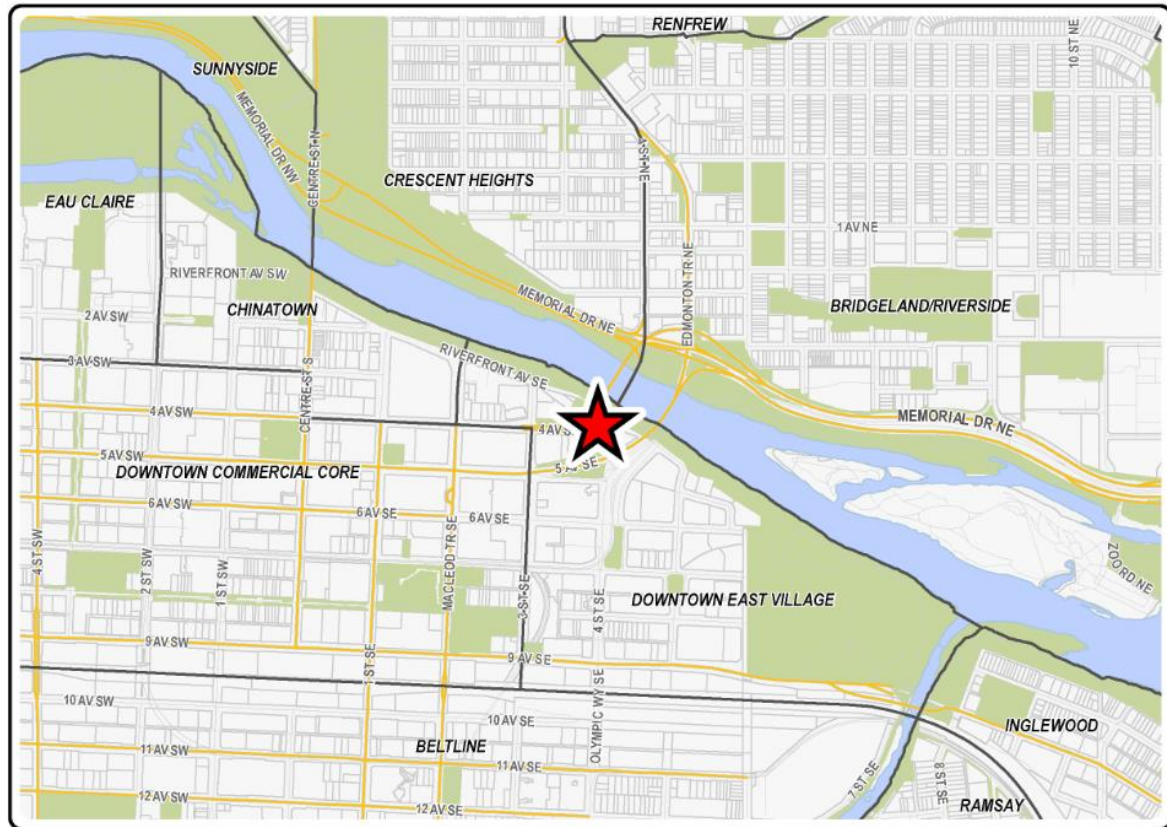 RENFREW
10 ST NE
SUNNYSIDE
MEMORIAL DR NW
CENTRE ST N
CRESCENT HEIGHTS
4 ST NE
EAU CLAIRE
1 AV NE
EDMONTON TR NE
RIVERFRONT AV SW
MEMORIAL DR NE
BRIDGELAND/RIVERSIDE
CHINATOWN
2 AV SW
3 AV SW
RIVERFRONT AV SE
CENTRE ST S
4 AV SW
4 AV S
MEMORIAL DR NE
5 AV SW
5 AV SE
DOWNTOWN COMMERCIAL CORE
6 AV SW
6 AV SE
6 AV SE
MACLEOD TR SE
4 ST SW
2 ST SW
1 ST SW
3 ST SE
4 ST SE
ZOO RD NE
DOWNTOWN EAST VILLAGE
9 AV SW
1 ST SE
9 AV SE
OLYMPIC WY SE
10 AV SW
10 AV SE
INGLEWOOD
BELTLINE
11 AV SW
11 AV SE
7 ST SE
8 ST SE
12 AV SW
12 AV SE
RAMSAY